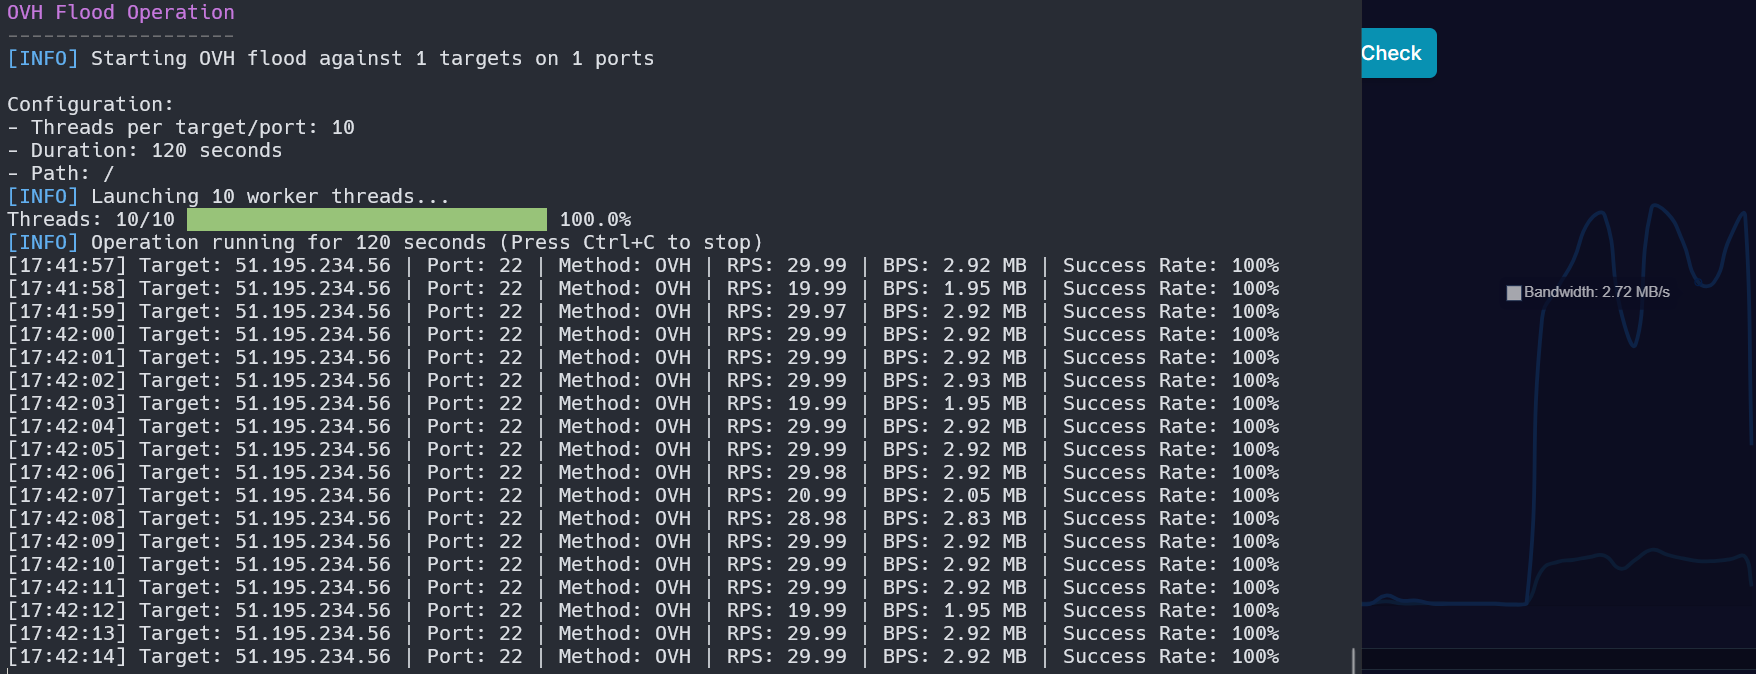 OVH Flood Operation
-------------------
[INFO] Starting OVH flood against 1 targets on 1 ports
Configuration:
- Threads per target/port: 10
- Duration: 120 seconds
- Path: /
[INFO] Launching 10 worker threads...
Threads: 10/10 100.0%
[INFO] Operation running for 120 seconds (Press Ctrl+C to stop)
[17:41:57] Target: 51.195.234.56 | Port: 22 | Method: OVH | RPS: 29.99 | BPS: 2.92 MB | Success Rate: 100%
[17:41:58] Target: 51.195.234.56 | Port: 22 | Method: OVH | RPS: 19.99 | BPS: 1.95 MB | Success Rate: 100%
[17:41:59] Target: 51.195.234.56 | Port: 22 | Method: OVH | RPS: 29.97 | BPS: 2.92 MB | Success Rate: 100%
[17:42:00] Target: 51.195.234.56 | Port: 22 | Method: OVH | RPS: 29.99 | BPS: 2.92 MB | Success Rate: 100%
[17:42:01] Target: 51.195.234.56 | Port: 22 | Method: OVH | RPS: 29.99 | BPS: 2.92 MB | Success Rate: 100%
[17:42:02] Target: 51.195.234.56 | Port: 22 | Method: OVH | RPS: 29.99 | BPS: 2.93 MB | Success Rate: 100%
[17:42:03] Target: 51.195.234.56 | Port: 22 | Method: OVH | RPS: 19.99 | BPS: 1.95 MB | Success Rate: 100%
[17:42:04] Target: 51.195.234.56 | Port: 22 | Method: OVH | RPS: 29.99 | BPS: 2.92 MB | Success Rate: 100%
[17:42:05] Target: 51.195.234.56 | Port: 22 | Method: OVH | RPS: 29.99 | BPS: 2.92 MB | Success Rate: 100%
[17:42:06] Target: 51.195.234.56 | Port: 22 | Method: OVH | RPS: 29.98 | BPS: 2.92 MB | Success Rate: 100%
[17:42:07] Target: 51.195.234.56 | Port: 22 | Method: OVH | RPS: 20.99 | BPS: 2.05 MB | Success Rate: 100%
[17:42:08] Target: 51.195.234.56 | Port: 22 | Method: OVH | RPS: 28.98 | BPS: 2.83 MB | Success Rate: 100%
[17:42:09] Target: 51.195.234.56 | Port: 22 | Method: OVH | RPS: 29.99 | BPS: 2.92 MB | Success Rate: 100%
[17:42:10] Target: 51.195.234.56 | Port: 22 | Method: OVH | RPS: 29.99 | BPS: 2.92 MB | Success Rate: 100%
[17:42:11] Target: 51.195.234.56 | Port: 22 | Method: OVH | RPS: 29.99 | BPS: 2.92 MB | Success Rate: 100%
[17:42:12] Target: 51.195.234.56 | Port: 22 | Method: OVH | RPS: 19.99 | BPS: 1.95 MB | Success Rate: 100%
[17:42:13] Target: 51.195.234.56 | Port: 22 | Method: OVH | RPS: 29.99 | BPS: 2.92 MB | Success Rate: 100%
[17:42:14] Target: 51.195.234.56 | Port: 22 | Method: OVH | RPS: 29.99 | BPS: 2.92 MB | Success Rate: 100%
Check
Bandwidth: 2.72 MB/s